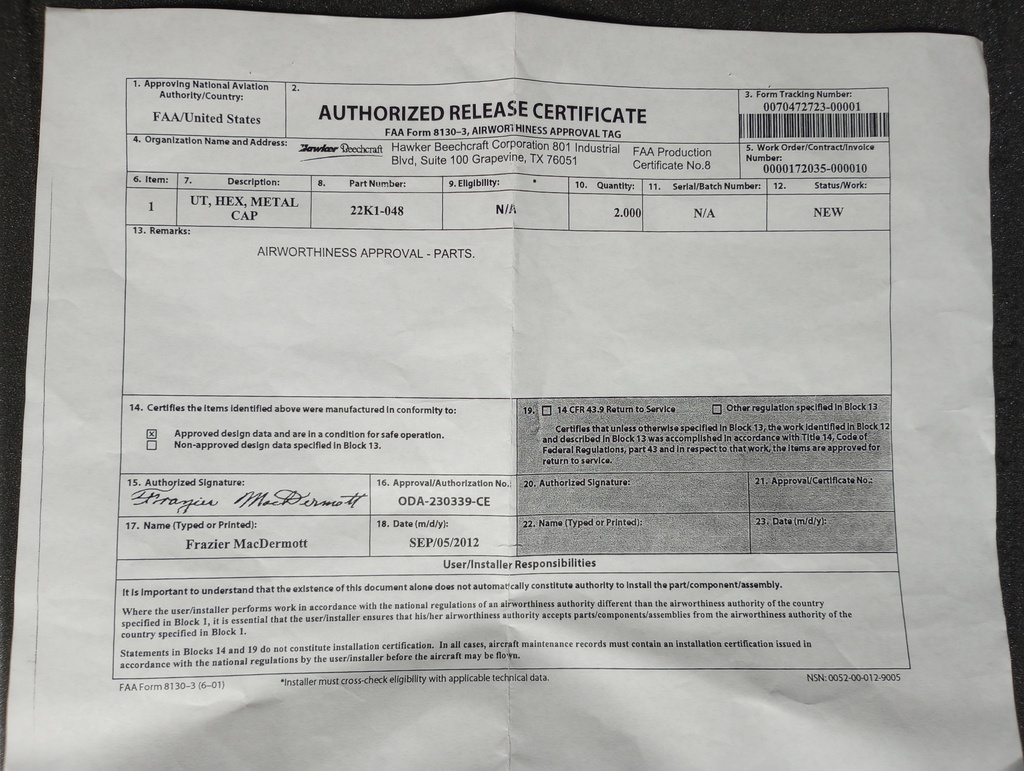 1. Approving National Aviation
Authority/Country:
FAA/United States
2.
AUTHORIZED RELEASE CERTIFICATE
FAA Form 8130–3, AIRWORTHINESS APPROVAL TAG
3. Form Tracking Number:
0070472723-00001
4. Organization Name and Address:
Hawker Beechcraft
Hawker Beechcraft Corporation 801 Industrial
Blvd, Suite 100 Grapevine, TX 76051
FAA Production
Certificate No.8
5. Work Order/Contract/Invoice
Number:
0000172035-000010
6. Item:
1
7. Description:
UT, HEX, METAL
CAP
8. Part Number:
22K1-048
9. Eligibility: *
N/A
10. Quantity:
2.000
11. Serial/Batch Number:
N/A
12. Status/Work:
NEW
13. Remarks:
AIRWORTHINESS APPROVAL - PARTS.
14. Certifies the items identified above were manufactured in conformity to:
Approved design data and are in a condition for safe operation.
Non-approved design data specified in Block 13.
19. 14 CFR 43.9 Return to Service Other regulation specified in Block 13
Certifies that unless otherwise specified in Block 13, the work identified in Block 12
and described in Block 13 was accomplished in accordance with Title 14, Code of
Federal Regulations, part 43 and in respect to that work, the items are approved for
return to service.
15. Authorized Signature:
Frazier MacDermott
16. Approval/Authorization No.:
ODA-230339-CE
20. Authorized Signature:
21. Approval/Certificate No.:
17. Name (Typed or Printed):
Frazier MacDermott
18. Date (m/d/y):
SEP/05/2012
22. Name (Typed or Printed):
23. Date (m/d/y):
User/Installer Responsibilities
It is important to understand that the existence of this document alone does not automatically constitute authority to install the part/component/assembly.
Where the user/installer performs work in accordance with the national regulations of an airworthiness authority different than the airworthiness authority of the country
specified in Block 1, it is essential that the user/installer ensures that his/her airworthiness authority accepts parts/components/assemblies from the airworthiness authority of the
country specified in Block 1.
Statements in Blocks 14 and 19 do not constitute installation certification. In all cases, aircraft maintenance records must contain an installation certification issued in
accordance with the national regulations by the user/installer before the aircraft may be flown.
FAA Form 8130–3 (6–01)
*Installer must cross-check eligibility with applicable technical data.
NSN: 0052-00-012-9005